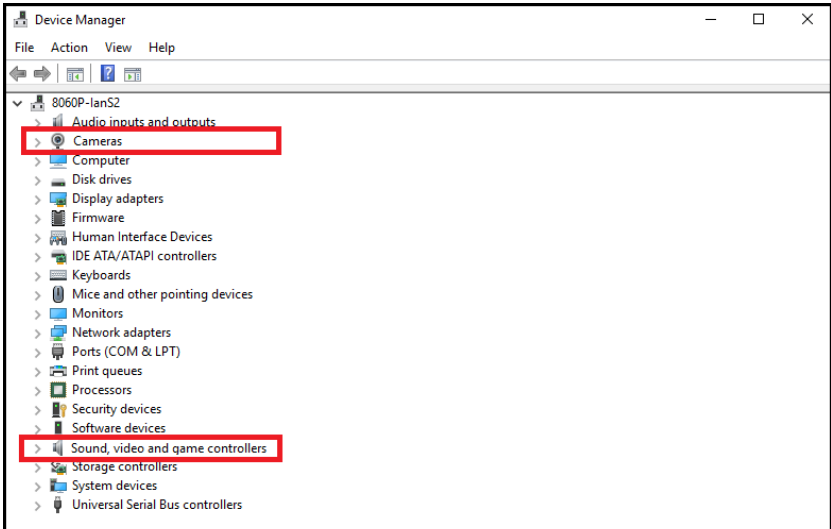 Device Manager
File Action View Help
8060P-IanS2
Audio inputs and outputs
Cameras
Computer
Disk drives
Display adapters
Firmware
Human Interface Devices
IDE ATA/ATAPI controllers
Keyboards
Mice and other pointing devices
Monitors
Network adapters
Ports (COM & LPT)
Print queues
Processors
Security devices
Software devices
Sound, video and game controllers
Storage controllers
System devices
Universal Serial Bus controllers